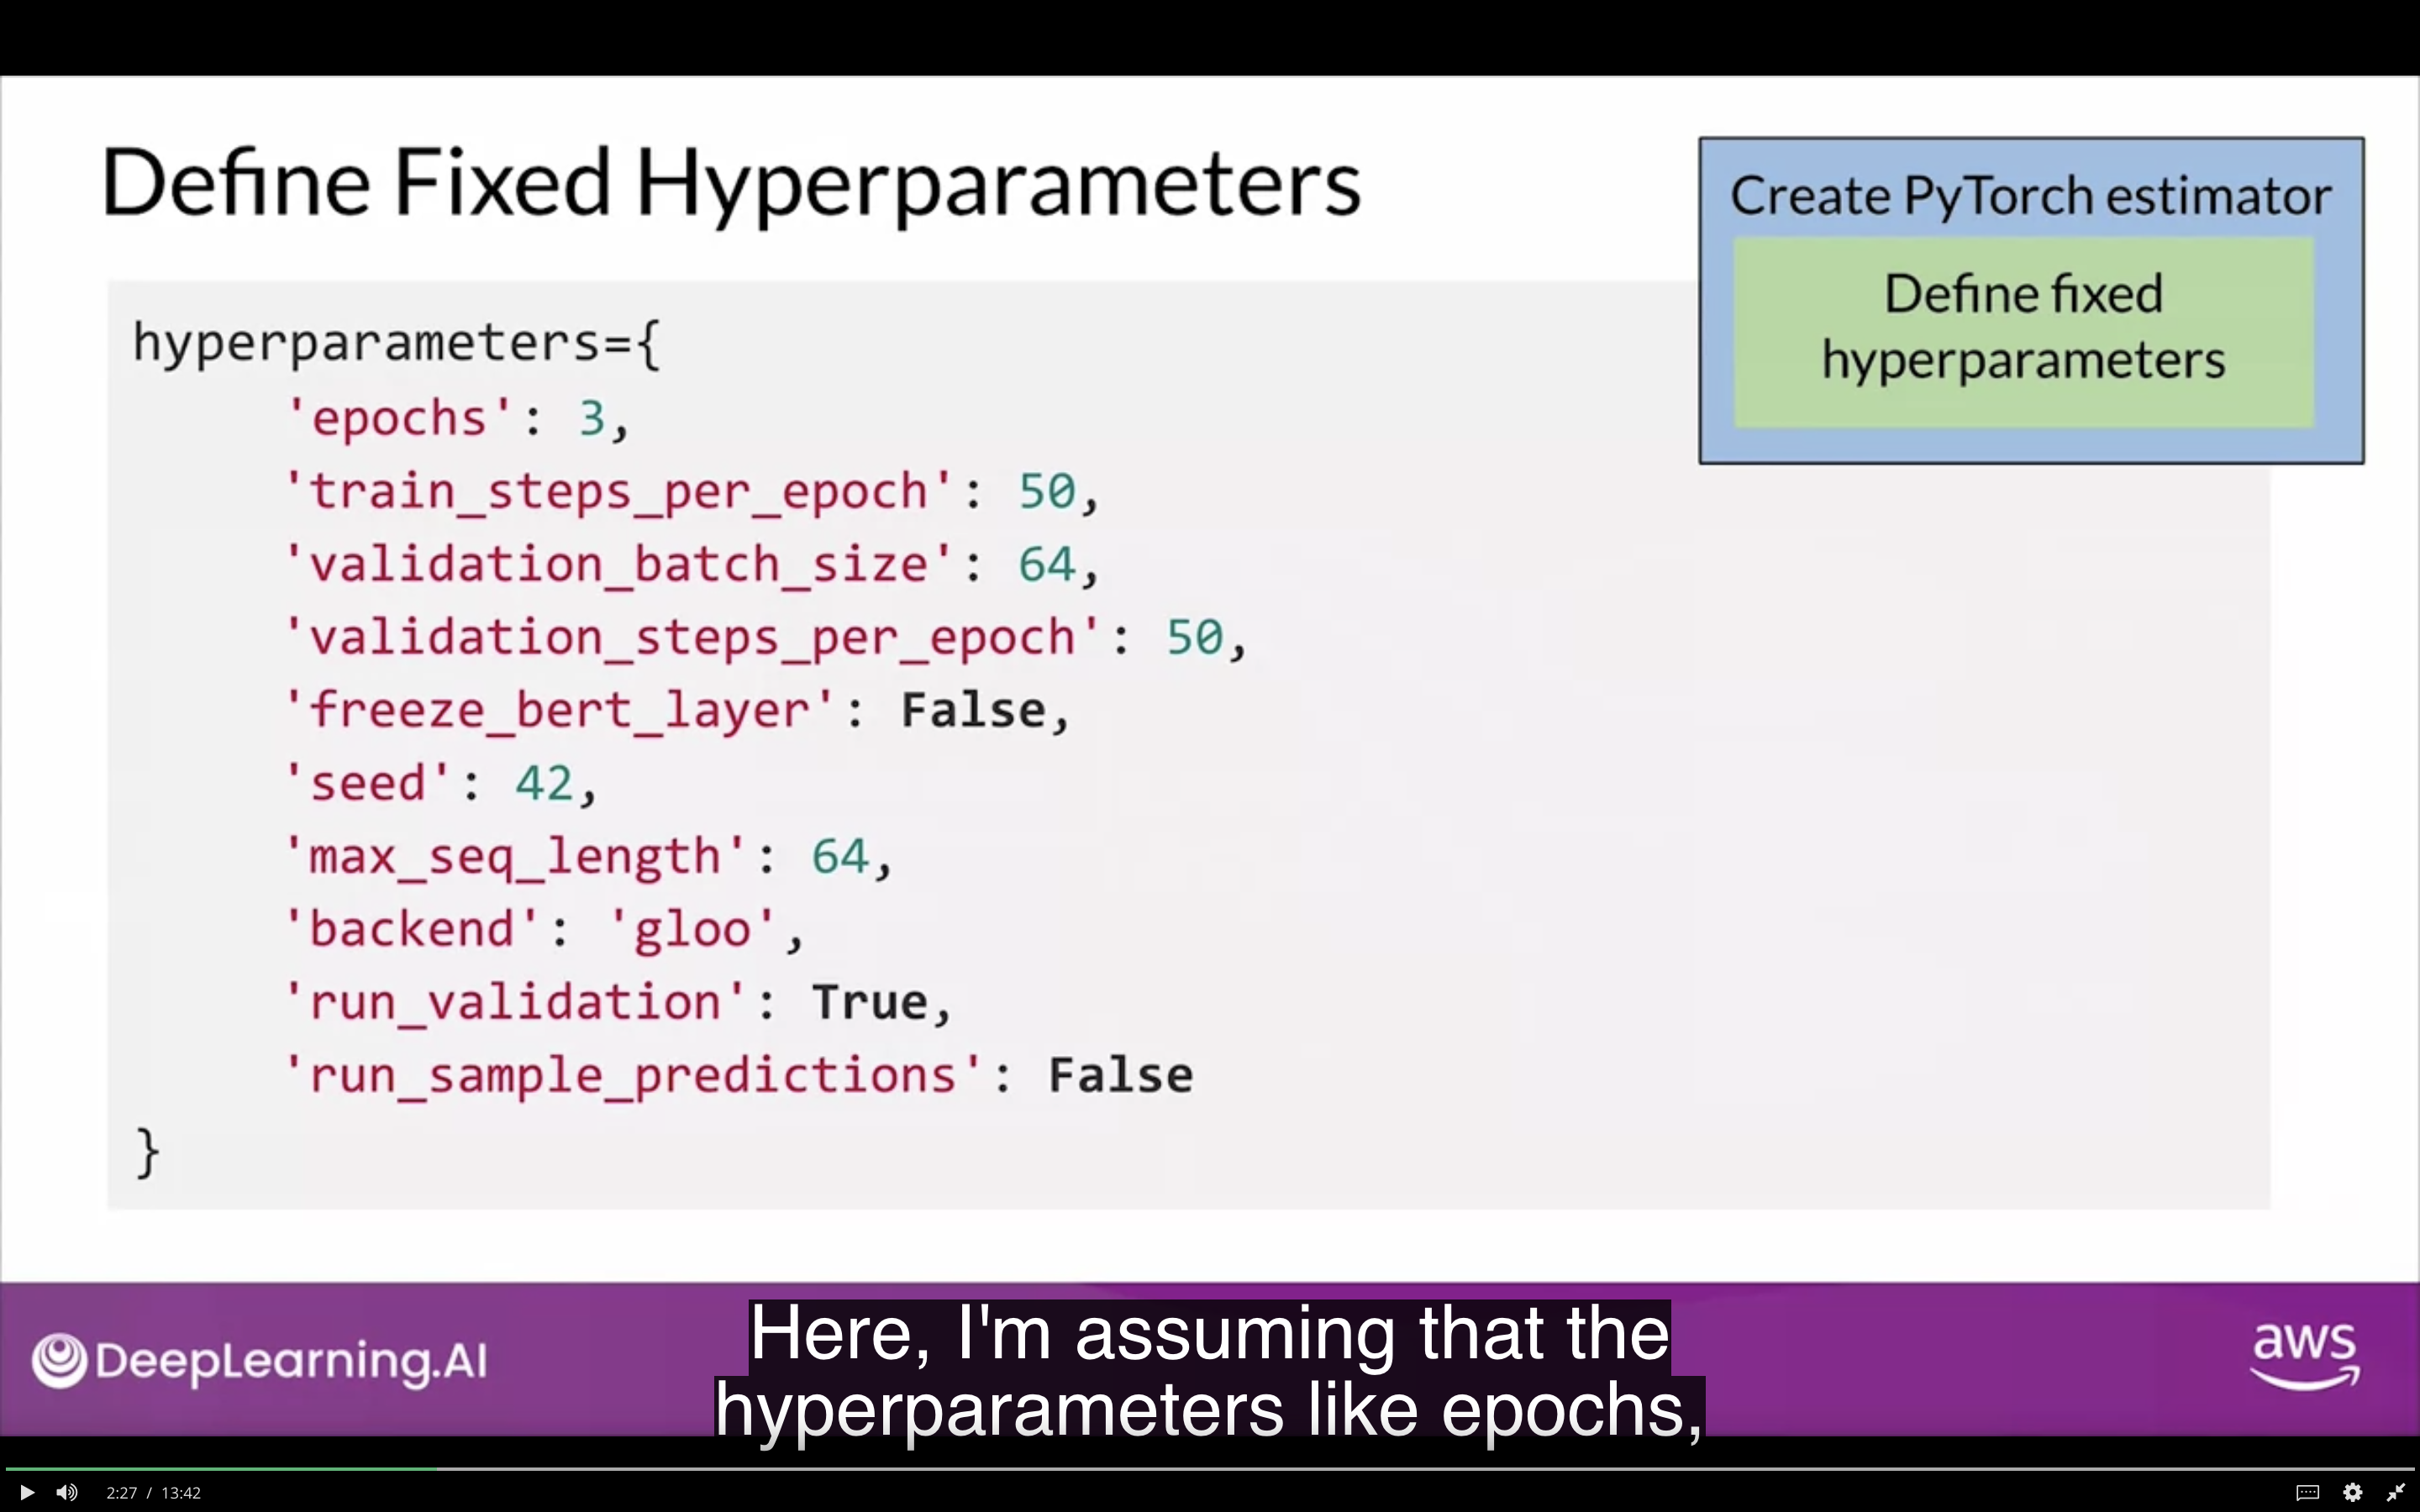 Define Fixed Hyperparameters
Create PyTorch estimator
Define fixed
hyperparameters
hyperparameters={
'epochs': 3,
'train_steps_per_epoch': 50,
'validation_batch_size': 64,
'validation_steps_per_epoch': 50,
'freeze_bert_layer': False,
'seed': 42,
'max_seq_length': 64,
'backend': 'gloo',
'run_validation': True,
'run_sample_predictions': False
}
DeepLearning.AI
Here, I'm assuming that the
hyperparameters like epochs,
aws
2:27 / 13:42